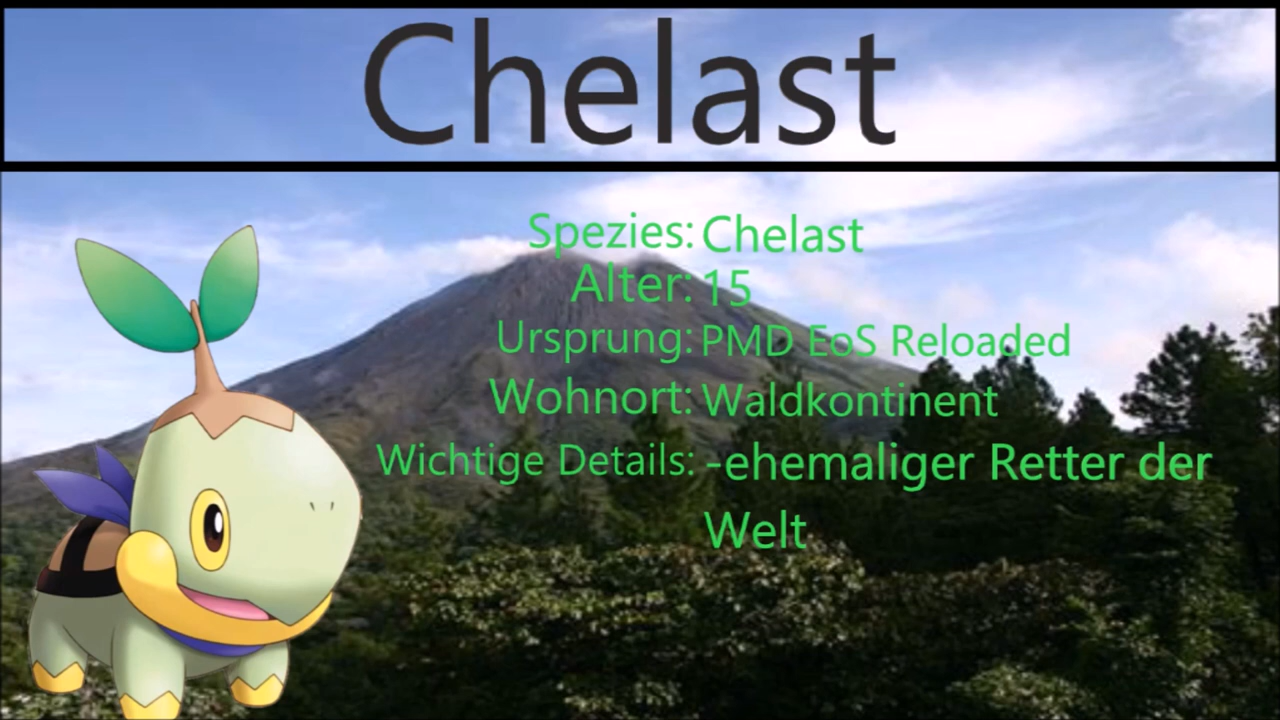 Chelast
Spezies: Chelast
Alter: 15
Ursprung: PMD EoS Reloaded
Wohnort: Waldkontinent
Wichtige Details: -ehemaliger Retter der
Welt